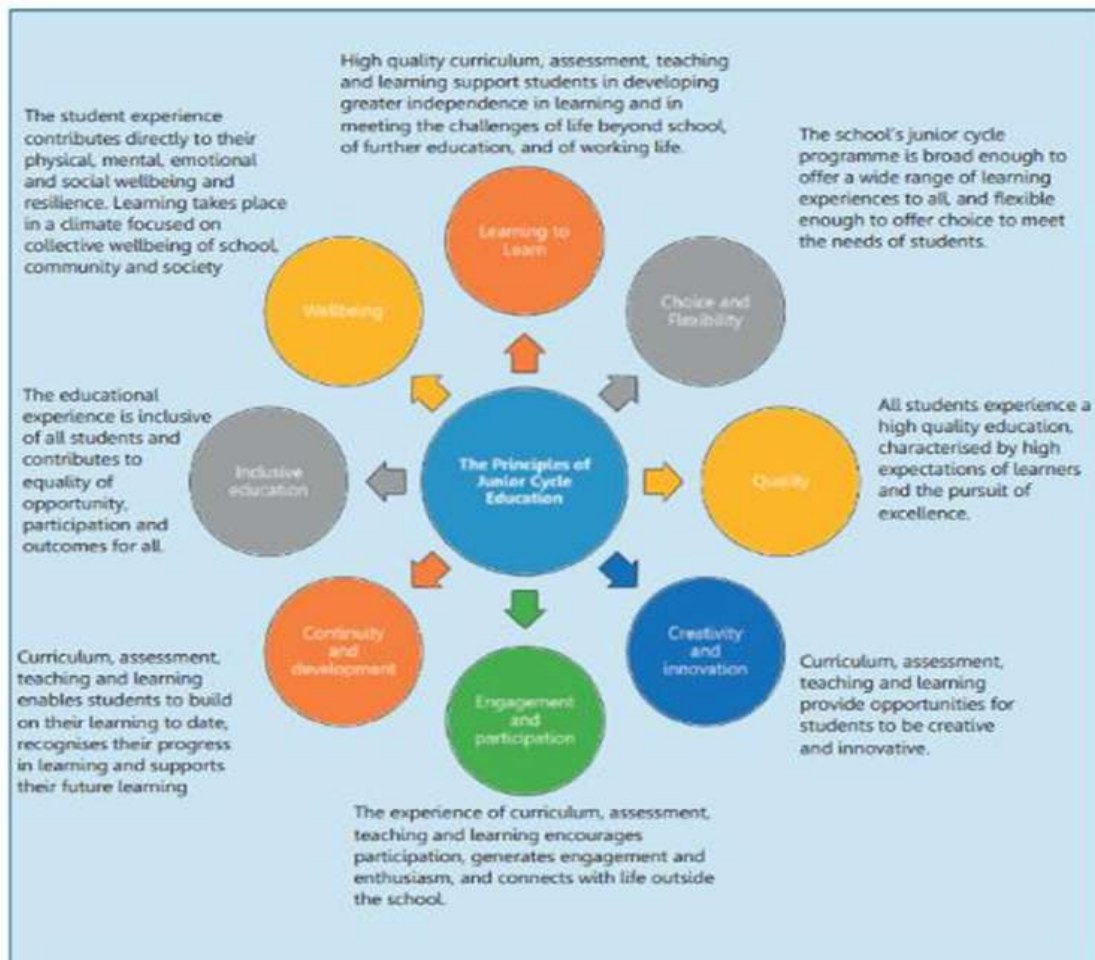 High quality curriculum, assessment, teaching
and learning support students in developing
greater independence in learning and in
meeting the challenges of life beyond school,
of further education, and of working life.
Learning to
Learn
The school's junior cycle
programme is broad enough to
offer a wide range of learning
experiences to all, and flexible
enough to offer choice to meet
the needs of students.
Choice and
Flexibility
All students experience a
high quality education,
characterised by high
expectations of learners
and the pursuit of
excellence.
Quality
Creativity
and
innovation
Curriculum, assessment,
teaching and learning
provide opportunities for
students to be creative
and innovative.
Engagement
and
participation
The experience of curriculum, assessment,
teaching and learning encourages
participation, generates engagement and
enthusiasm, and connects with life outside
the school.
Continuity
and
development
Curriculum, assessment,
teaching and learning
enables students to build
on their learning to date,
recognises their progress
in learning and supports
their future learning
Inclusive
education
The educational
experience is inclusive
of all students and
contributes to
equality of
opportunity,
participation and
outcomes for all.
Wellbeing
The student experience
contributes directly to their
physical, mental, emotional
and social wellbeing and
resilience. Learning takes place
in a climate focused on
collective wellbeing of school,
community and society
The Principles of
Junior Cycle
Education